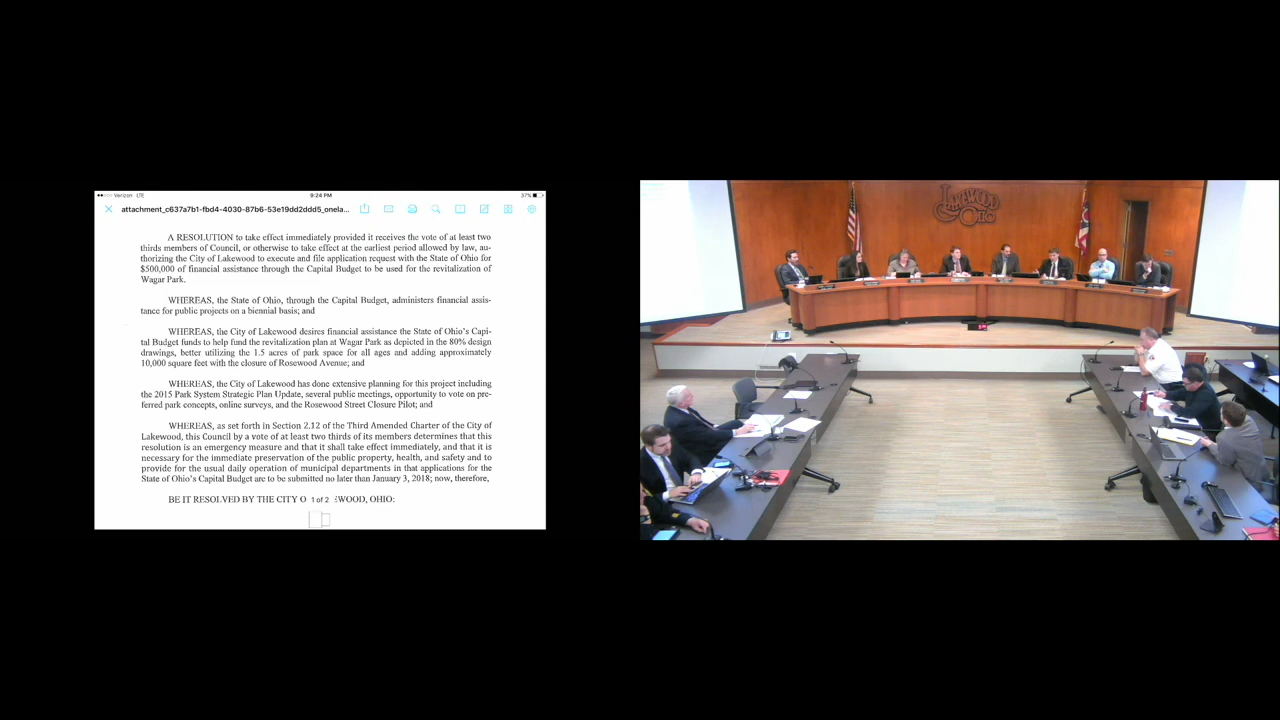 Verizon LTE 9:24 PM 37%
attachment_c637a7b1-fbd4-4030-87b6-53e19dd2ddd5_onela...
A RESOLUTION to take effect immediately provided it receives the vote of at least two
thirds members of Council, or otherwise to take effect at the earliest period allowed by law, au-
thorizing the City of Lakewood to execute and file application request with the State of Ohio for
$500,000 of financial assistance through the Capital Budget to be used for the revitalization of
Wagar Park.
WHEREAS, the State of Ohio, through the Capital Budget, administers financial assis-
tance for public projects on a biennial basis; and
WHEREAS, the City of Lakewood desires financial assistance the State of Ohio's Capi-
tal Budget funds to help fund the revitalization plan at Wagar Park as depicted in the 80% design
drawings, better utilizing the 1.5 acres of park space for all ages and adding approximately
10,000 square feet with the closure of Rosewood Avenue; and
WHEREAS, the City of Lakewood has done extensive planning for this project including
the 2015 Park System Strategic Plan Update, several public meetings, opportunity to vote on pre-
ferred park concepts, online surveys, and the Rosewood Street Closure Pilot; and
WHEREAS, as set forth in Section 2.12 of the Third Amended Charter of the City of
Lakewood, this Council by a vote of at least two thirds of its members determines that this
resolution is an emergency measure and that it shall take effect immediately, and that it is
necessary for the immediate preservation of the public property, health, and safety and to
provide for the usual daily operation of municipal departments in that applications for the
State of Ohio's Capital Budget are to be submitted no later than January 3, 2018; now, therefore,
BE IT RESOLVED BY THE CITY O 1 of 2 WOOD, OHIO:
LAKEWOOD
OHIO